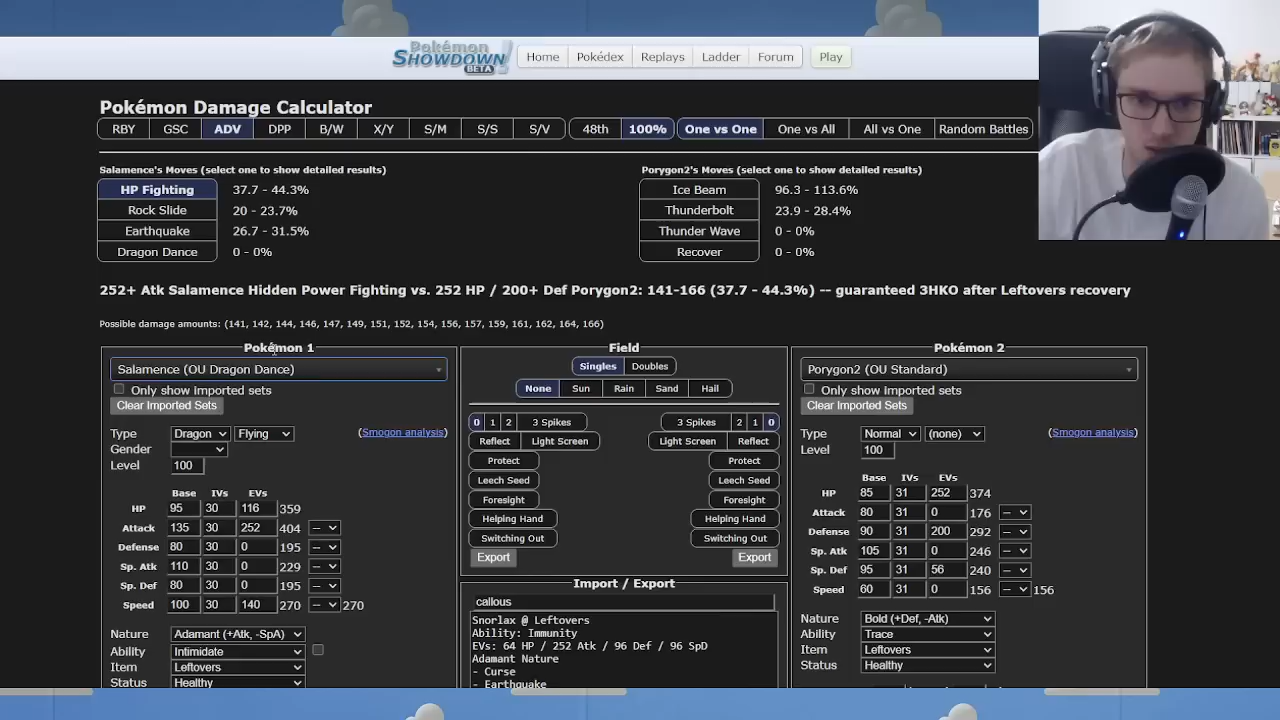 Pokémon SHOWDOWN! BETA Home Pokédex Replays Ladder Forum Play
Pokémon Damage Calculator
RBY GSC ADV DPP B/W X/Y S/M S/S S/V 48th 100% One vs One One vs All All vs One Random Battles
Salamence's Moves (select one to show detailed results)
HP Fighting 37.7 - 44.3%
Rock Slide 20 - 23.7%
Earthquake 26.7 - 31.5%
Dragon Dance 0 - 0%
Porygon2's Moves (select one to show detailed results)
Ice Beam 96.3 - 113.6%
Thunderbolt 23.9 - 28.4%
Thunder Wave 0 - 0%
Recover 0 - 0%
252+ Atk Salamence Hidden Power Fighting vs. 252 HP / 200+ Def Porygon2: 141-166 (37.7 - 44.3%) -- guaranteed 3HKO after Leftovers recovery
Possible damage amounts: (141, 142, 144, 146, 147, 149, 151, 152, 154, 156, 157, 159, 161, 162, 164, 166)
Pokémon 1
Salamence (OU Dragon Dance)
Only show imported sets
Clear Imported Sets
Type Dragon Flying (Smogon analysis)
Gender
Level 100
Base IVs EVs
HP 95 30 116 359
Attack 135 30 252 404 --
Defense 80 30 0 195 --
Sp. Atk 110 30 0 229 --
Sp. Def 80 30 0 195 --
Speed 100 30 140 270 -- 270
Nature Adamant (+Atk, -SpA)
Ability Intimidate
Item Leftovers
Status Healthy
Field
Singles Doubles
None Sun Rain Sand Hail
0 1 2 3 Spikes 3 Spikes 2 1 0
Reflect Light Screen Light Screen Reflect
Protect Protect
Leech Seed Leech Seed
Foresight Foresight
Helping Hand Helping Hand
Switching Out Switching Out
Export Export
Import / Export
callous
Snorlax @ Leftovers
Ability: Immunity
EVs: 64 HP / 252 Atk / 96 Def / 96 SpD
Adamant Nature
- Curse
- Earthquake
Pokémon 2
Porygon2 (OU Standard)
Only show imported sets
Clear Imported Sets
Type Normal (none) (Smogon analysis)
Level 100
Base IVs EVs
HP 85 31 252 374
Attack 80 31 0 176 --
Defense 90 31 200 292 --
Sp. Atk 105 31 0 246 --
Sp. Def 95 31 56 240 --
Speed 60 31 0 156 -- 156
Nature Bold (+Def, -Atk)
Ability Trace
Item Leftovers
Status Healthy